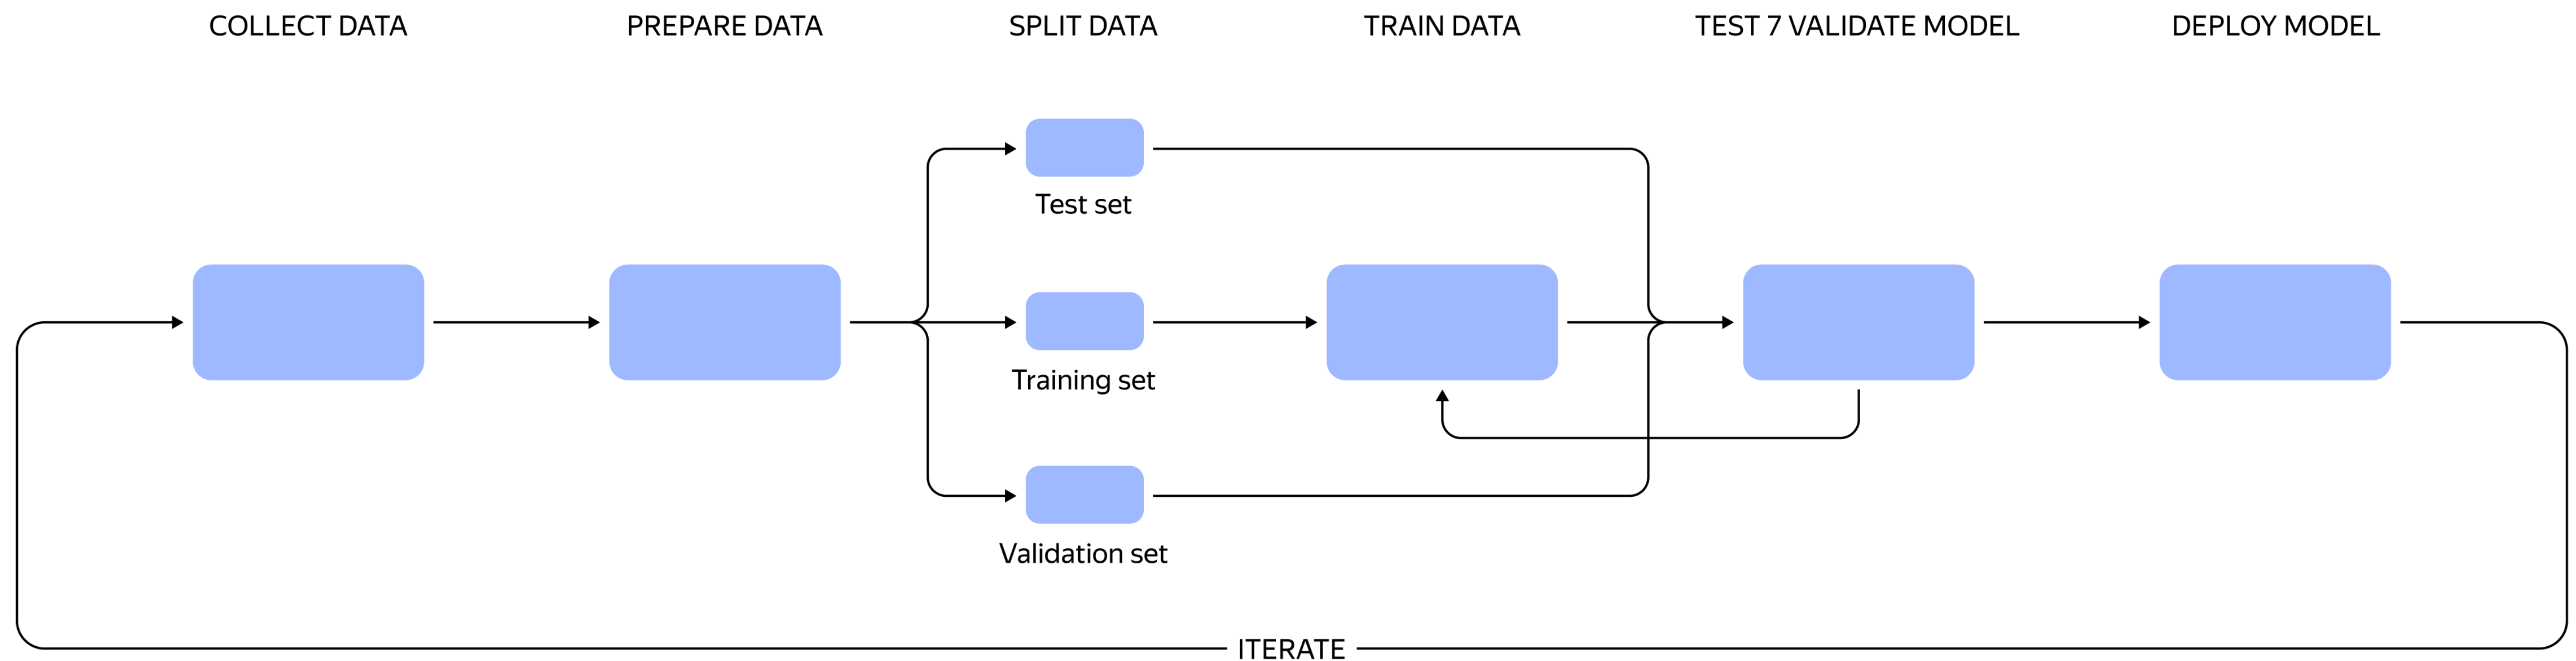 COLLECT DATA
PREPARE DATA
SPLIT DATA
TRAIN DATA
TEST 7 VALIDATE MODEL
DEPLOY MODEL
Test set
Training set
Validation set
ITERATE